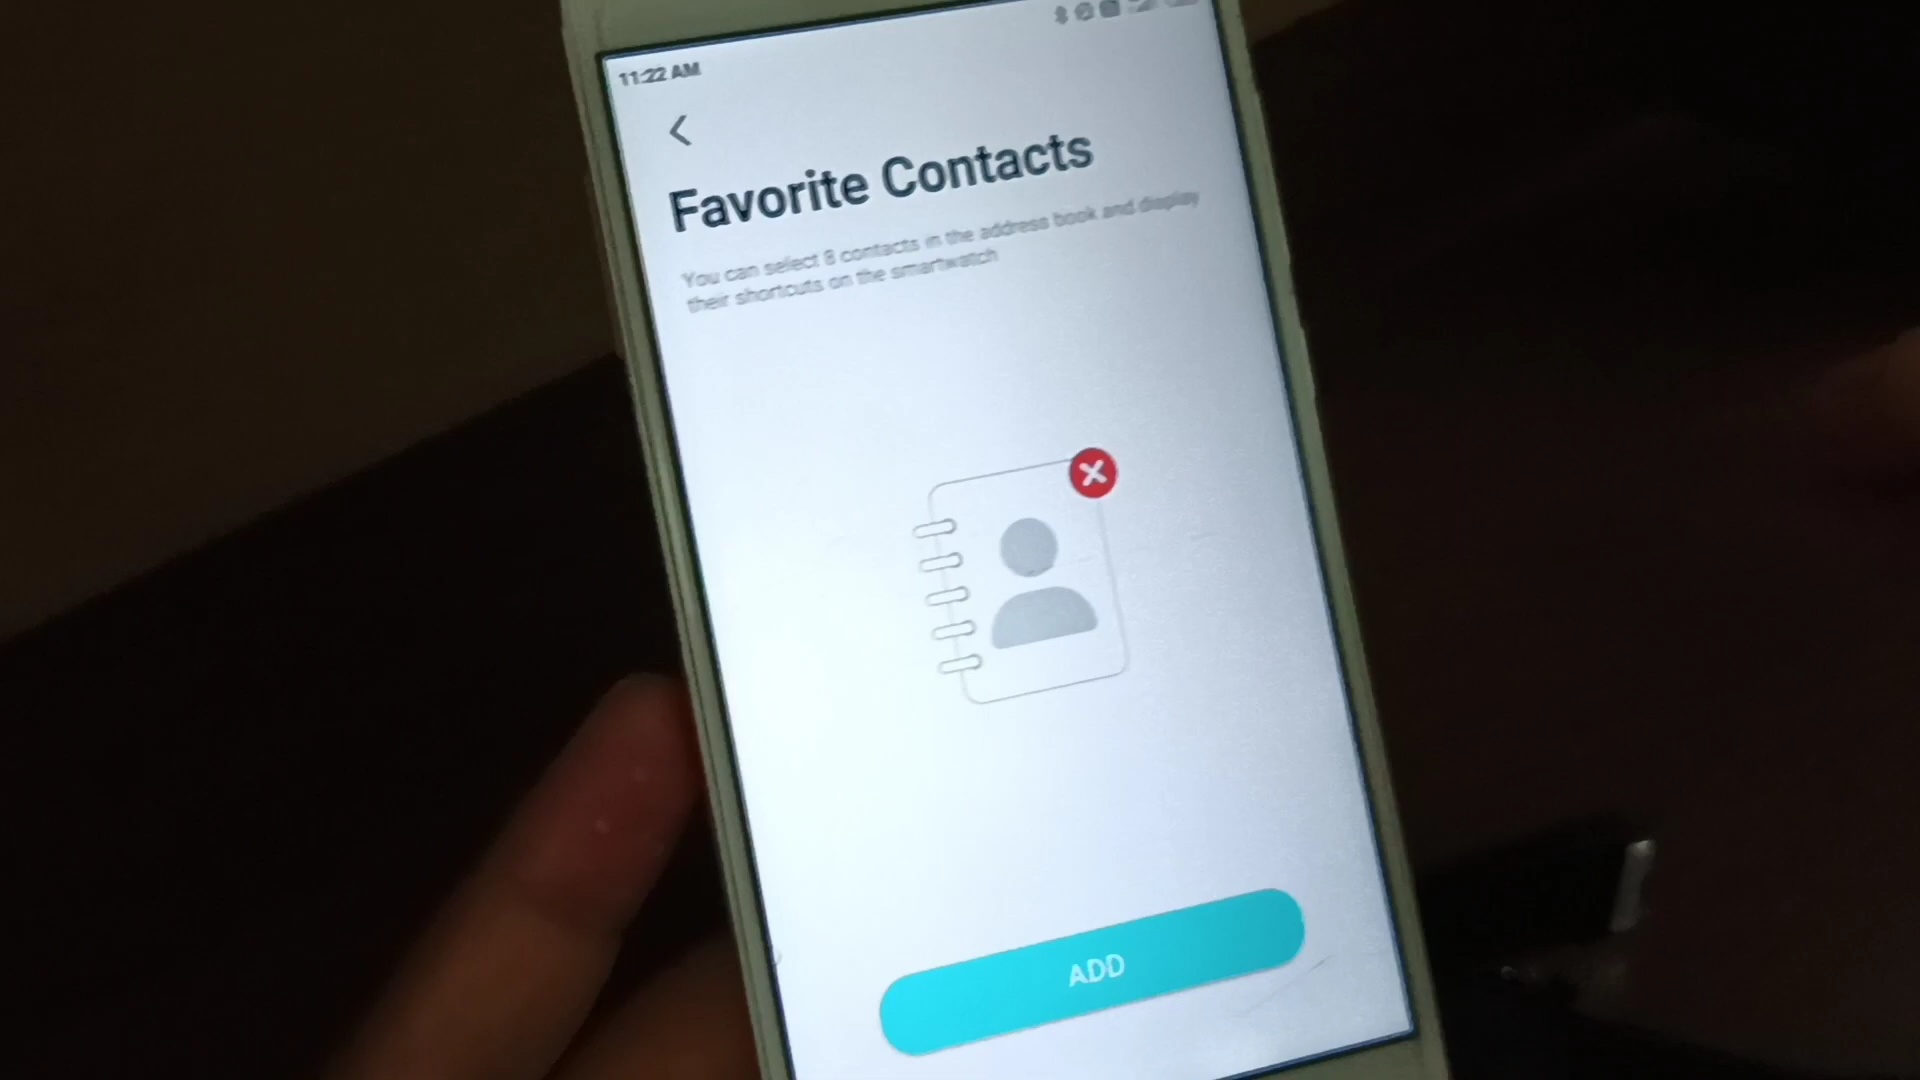 11:22 AM
Favorite Contacts
You can select 8 contacts in the address book and display
their shortcuts on the smartwatch
ADD